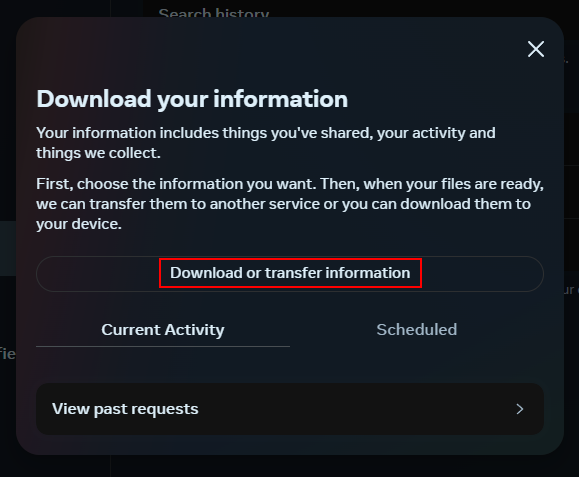 Search history
Download your information
Your information includes things you've shared, your activity and
things we collect.
First, choose the information you want. Then, when your files are ready,
we can transfer them to another service or you can download them to
your device.
Download or transfer information
Current Activity
Scheduled
View past requests